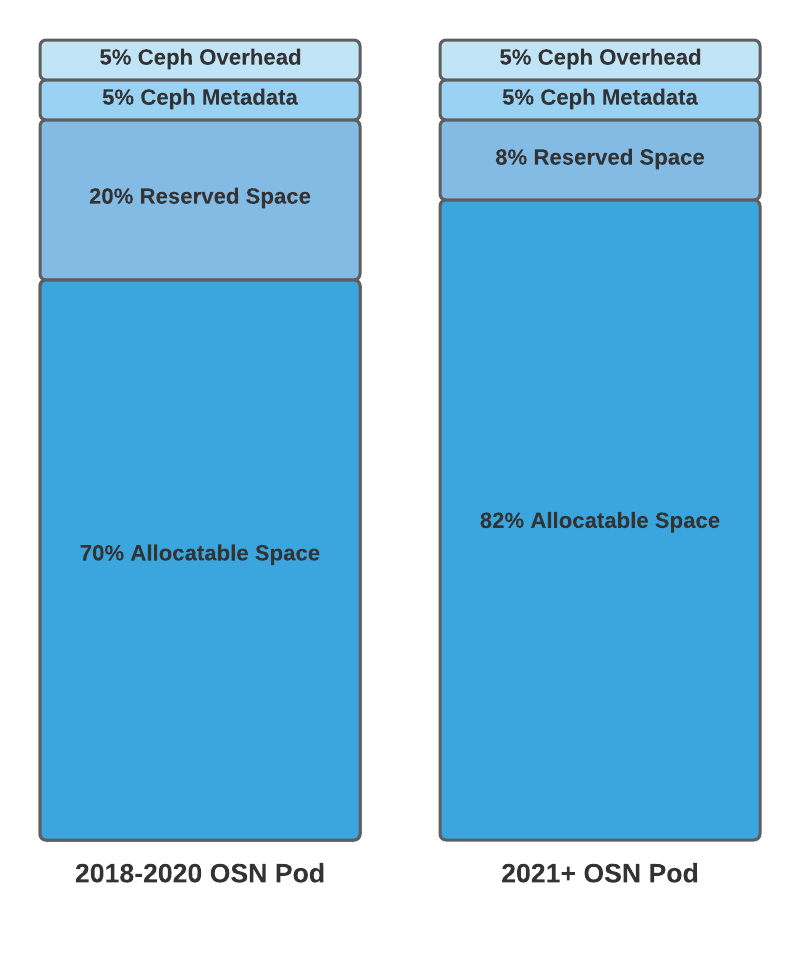 5% Ceph Overhead
5% Ceph Metadata
20% Reserved Space
70% Allocatable Space
2018-2020 OSN Pod
5% Ceph Overhead
5% Ceph Metadata
8% Reserved Space
82% Allocatable Space
2021+ OSN Pod